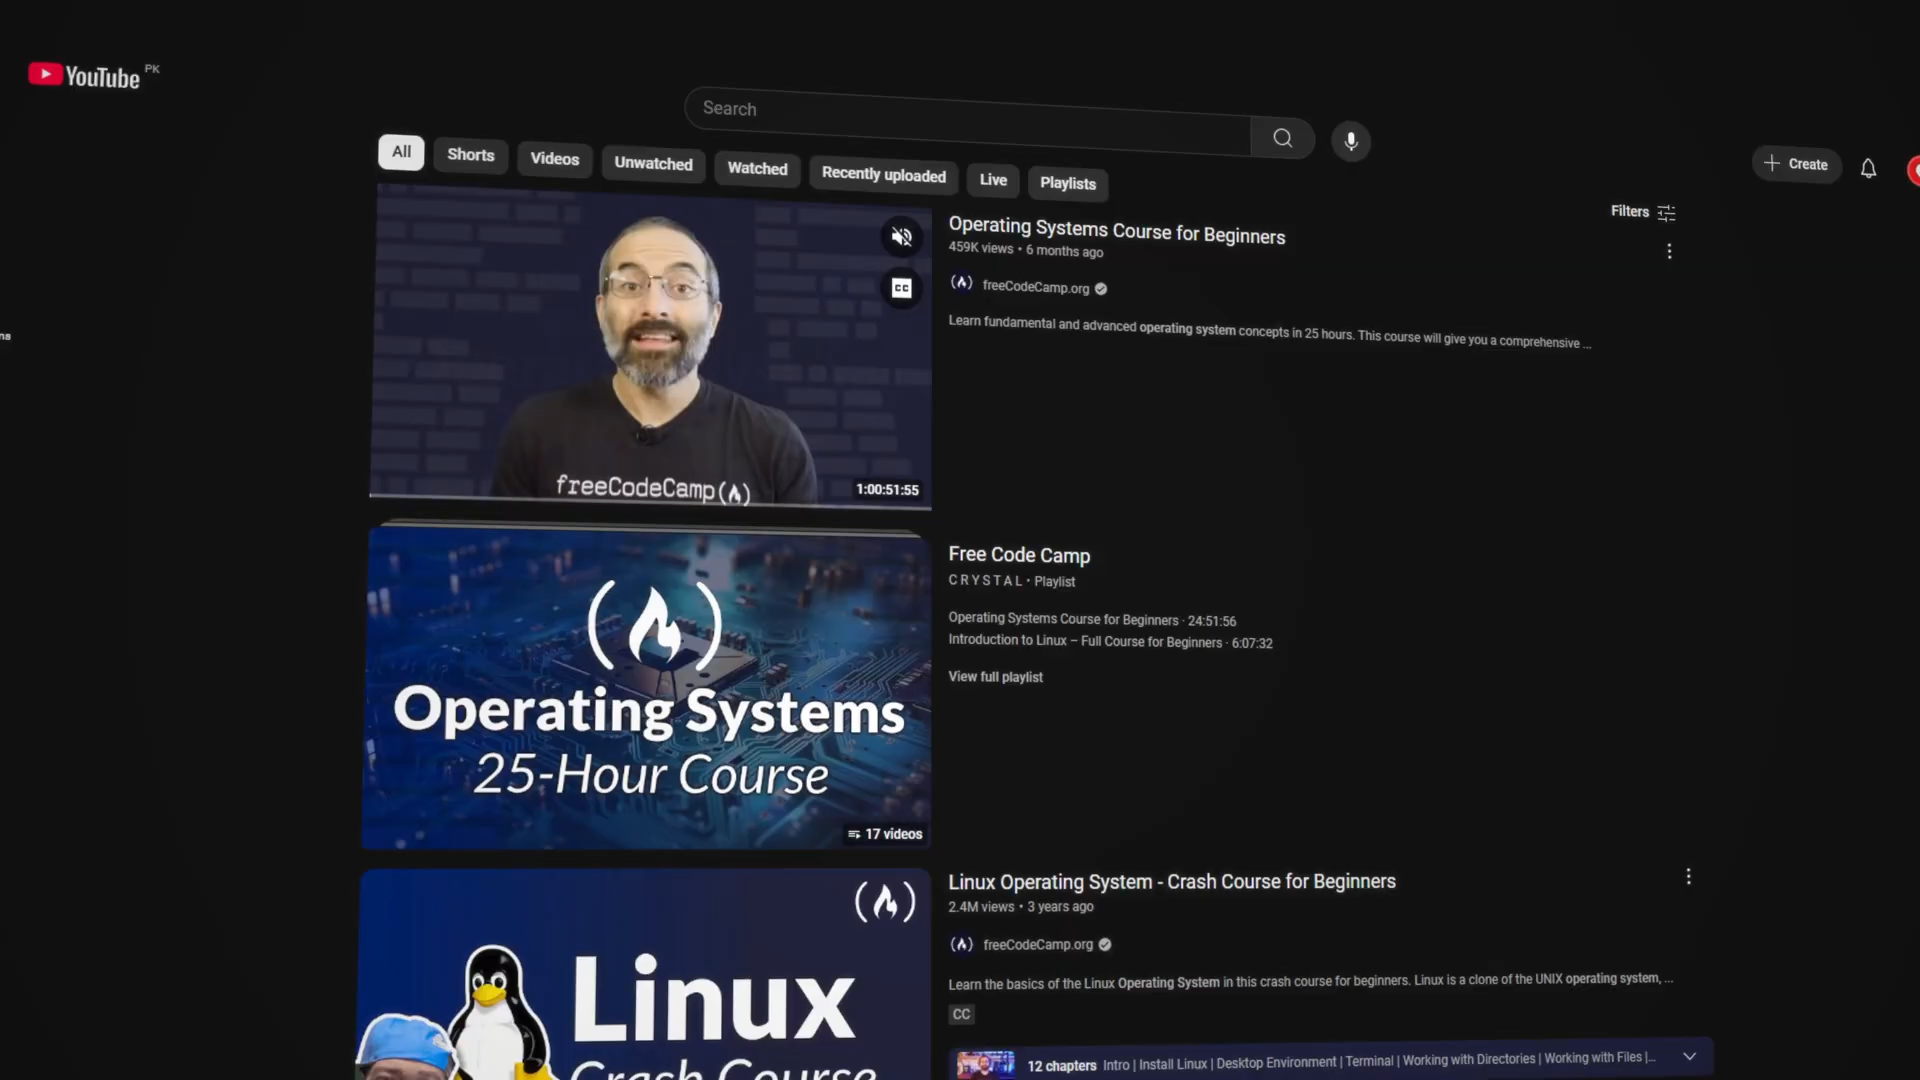 YouTube PK
Search
Create
All
Shorts
Videos
Unwatched
Watched
Recently uploaded
Live
Playlists
Filters
Operating Systems Course for Beginners
459K views • 6 months ago
freeCodeCamp.org
Learn fundamental and advanced operating system concepts in 25 hours. This course will give you a comprehensive ...
CC
freeCodeCamp
1:00:51:55
ns
Operating Systems
25-Hour Course
17 videos
Free Code Camp
C R Y S T A L • Playlist
Operating Systems Course for Beginners · 24:51:56
Introduction to Linux – Full Course for Beginners · 6:07:32
View full playlist
Linux
Crash Course
Linux Operating System - Crash Course for Beginners
2.4M views • 3 years ago
freeCodeCamp.org
Learn the basics of the Linux Operating System in this crash course for beginners. Linux is a clone of the UNIX operating system, ...
CC
12 chapters Intro | Install Linux | Desktop Environment | Terminal | Working with Directories | Working with Files |...